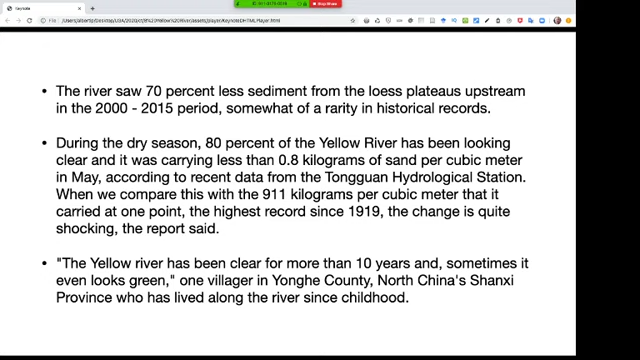 keynote
• The river saw 70 percent less sediment from the loess plateaus upstream
in the 2000 - 2015 period, somewhat of a rarity in historical records.
• During the dry season, 80 percent of the Yellow River has been looking
clear and it was carrying less than 0.8 kilograms of sand per cubic meter
in May, according to recent data from the Tongguan Hydrological Station.
When we compare this with the 911 kilograms per cubic meter that it
carried at one point, the highest record since 1919, the change is quite
shocking, the report said.
• "The Yellow river has been clear for more than 10 years and, sometimes it
even looks green," one villager in Yonghe County, North China's Shanxi
Province who has lived along the river since childhood.